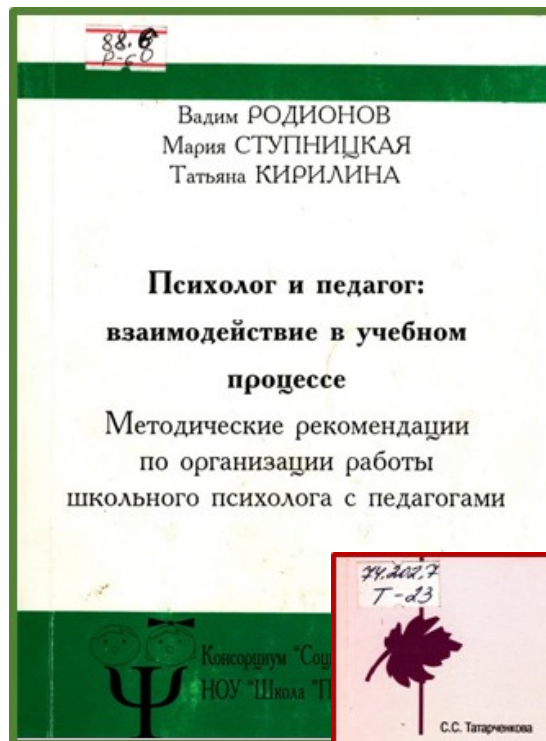 88.6
Р-60
Вадим РОДИОНОВ
Мария СТУПНИЦКАЯ
Татьяна КИРИЛИНА
Психолог и педагог:
взаимодействие в учебном
процессе
Методические рекомендации
по организации работы
школьного психолога с педагогами
Консорциум "Соц
НОУ "Школа "П
74.202,7
Т-23
С.С. Татарченкова